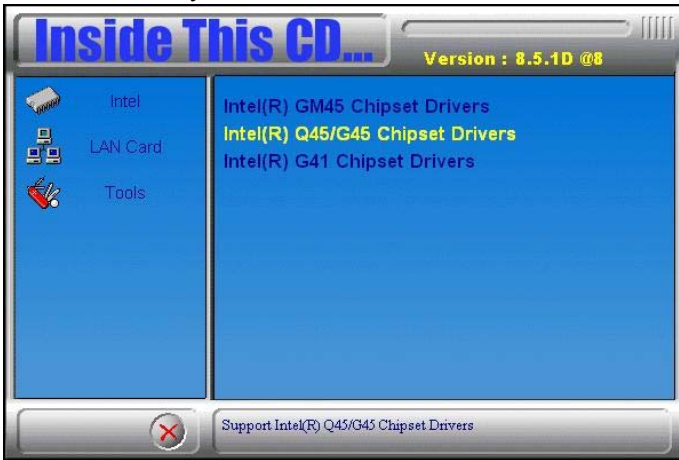 Inside This CD...
Version : 8.5.1D @8
Intel
LAN Card
Tools
Intel(R) GM45 Chipset Drivers
Intel(R) Q45/G45 Chipset Drivers
Intel(R) G41 Chipset Drivers
Support Intel(R) Q45/G45 Chipset Drivers